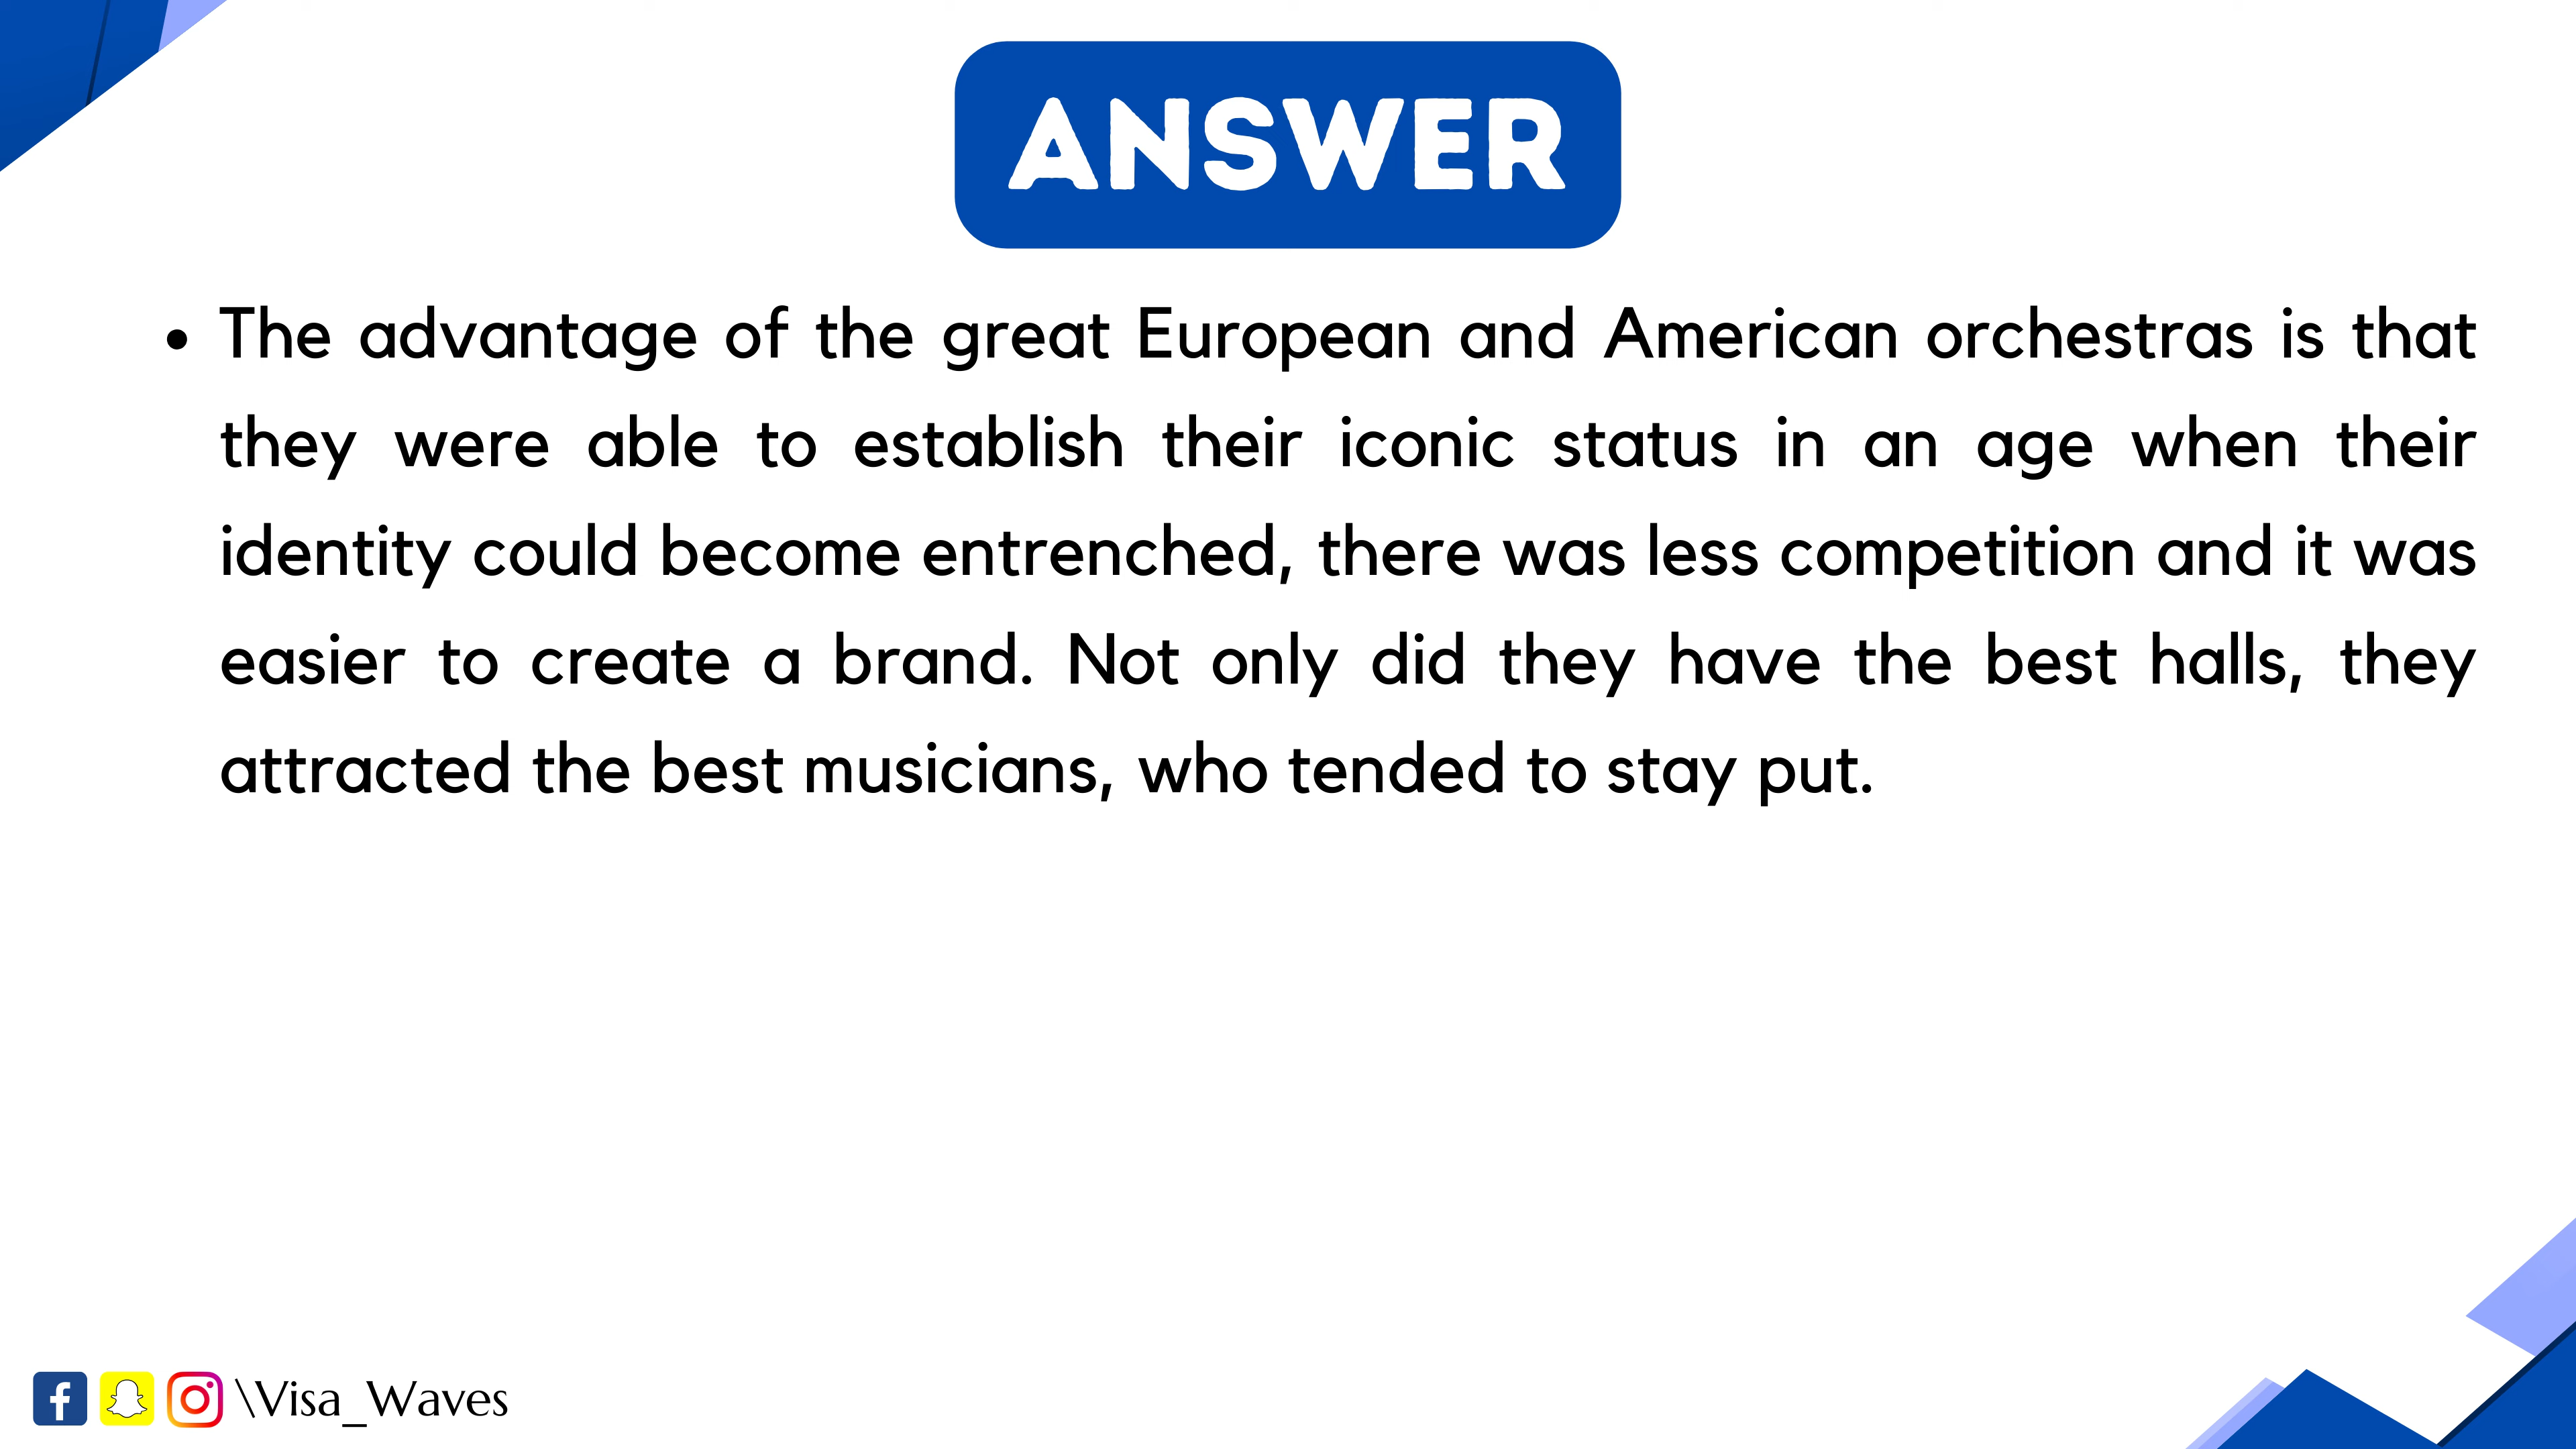 ANSWER
• The advantage of the great European and American orchestras is that
they were able to establish their iconic status in an age when their
identity could become entrenched, there was less competition and it was
easier to create a brand. Not only did they have the best halls, they
attracted the best musicians, who tended to stay put.
\Visa_Waves